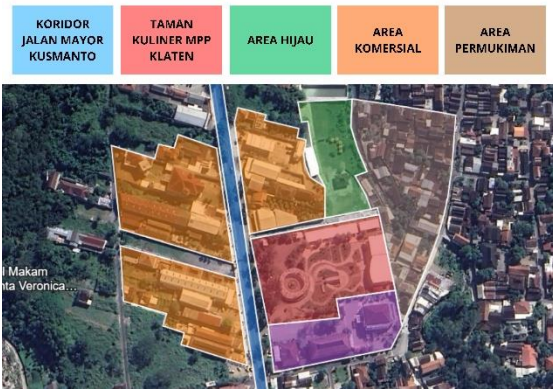 KORIDOR
JALAN MAYOR
KUSMANTO
TAMAN
KULINER MPP
KLATEN
AREA HIJAU
AREA
KOMERSIAL
AREA
PERMUKIMAN
l Makam
nta Veronica...